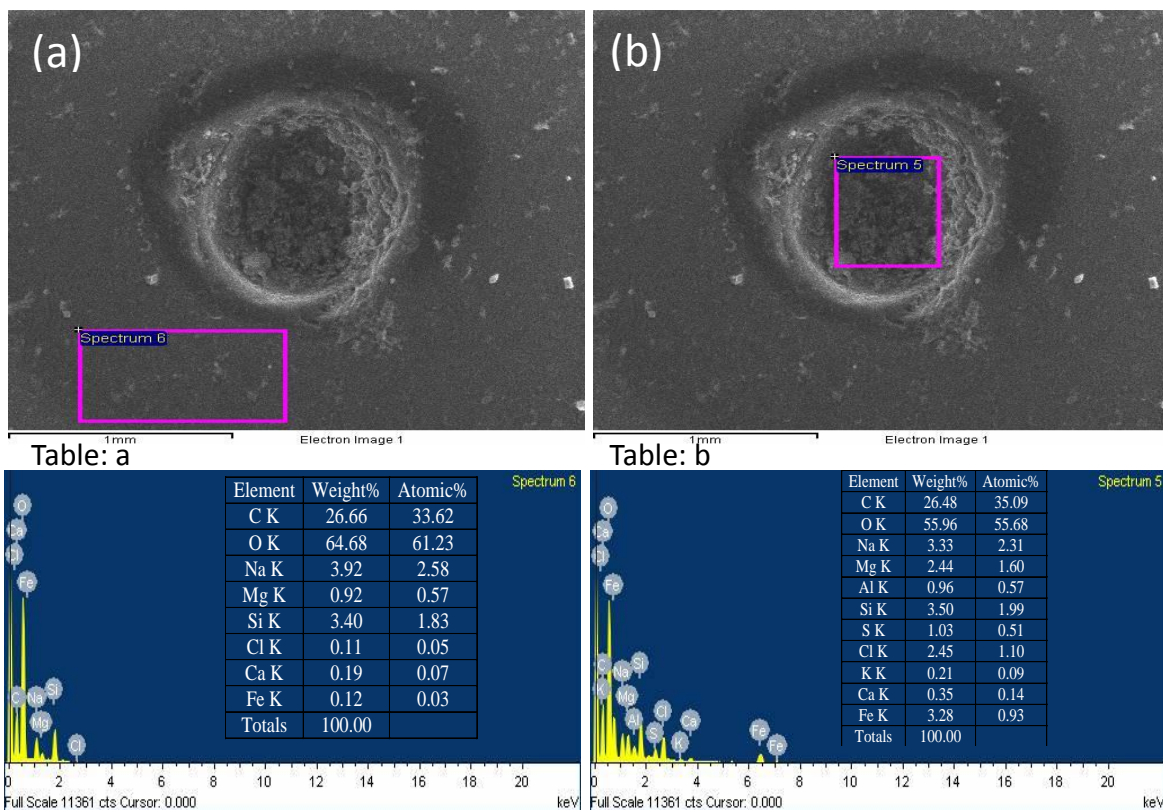 (a)
Spectrum 6
1mm Electron Image 1
(b)
Spectrum 5
1mm Electron Image 1
Table: a
Spectrum 6
Element Weight% Atomic%
C K 26.66 33.62
O K 64.68 61.23
Na K 3.92 2.58
Mg K 0.92 0.57
Si K 3.40 1.83
Cl K 0.11 0.05
Ca K 0.19 0.07
Fe K 0.12 0.03
Totals 100.00
O
Ca
Cl
Fe
C Na Si
Mg
Cl
0 2 4 6 8 10 12 14 16 18 20
Full Scale 11361 cts Cursor: 0.000 keV
Table: b
Spectrum 5
Element Weight% Atomic%
C K 26.48 35.09
O K 55.96 55.68
Na K 3.33 2.31
Mg K 2.44 1.60
Al K 0.96 0.57
Si K 3.50 1.99
S K 1.03 0.51
Cl K 2.45 1.10
K K 0.21 0.09
Ca K 0.35 0.14
Fe K 3.28 0.93
Totals 100.00
O
Ca
Cl
Fe
C Na Si
K Mg
Al Cl Ca
S K Fe
Fe
0 2 4 6 8 10 12 14 16 18 20
Full Scale 11361 cts Cursor: 0.000 keV